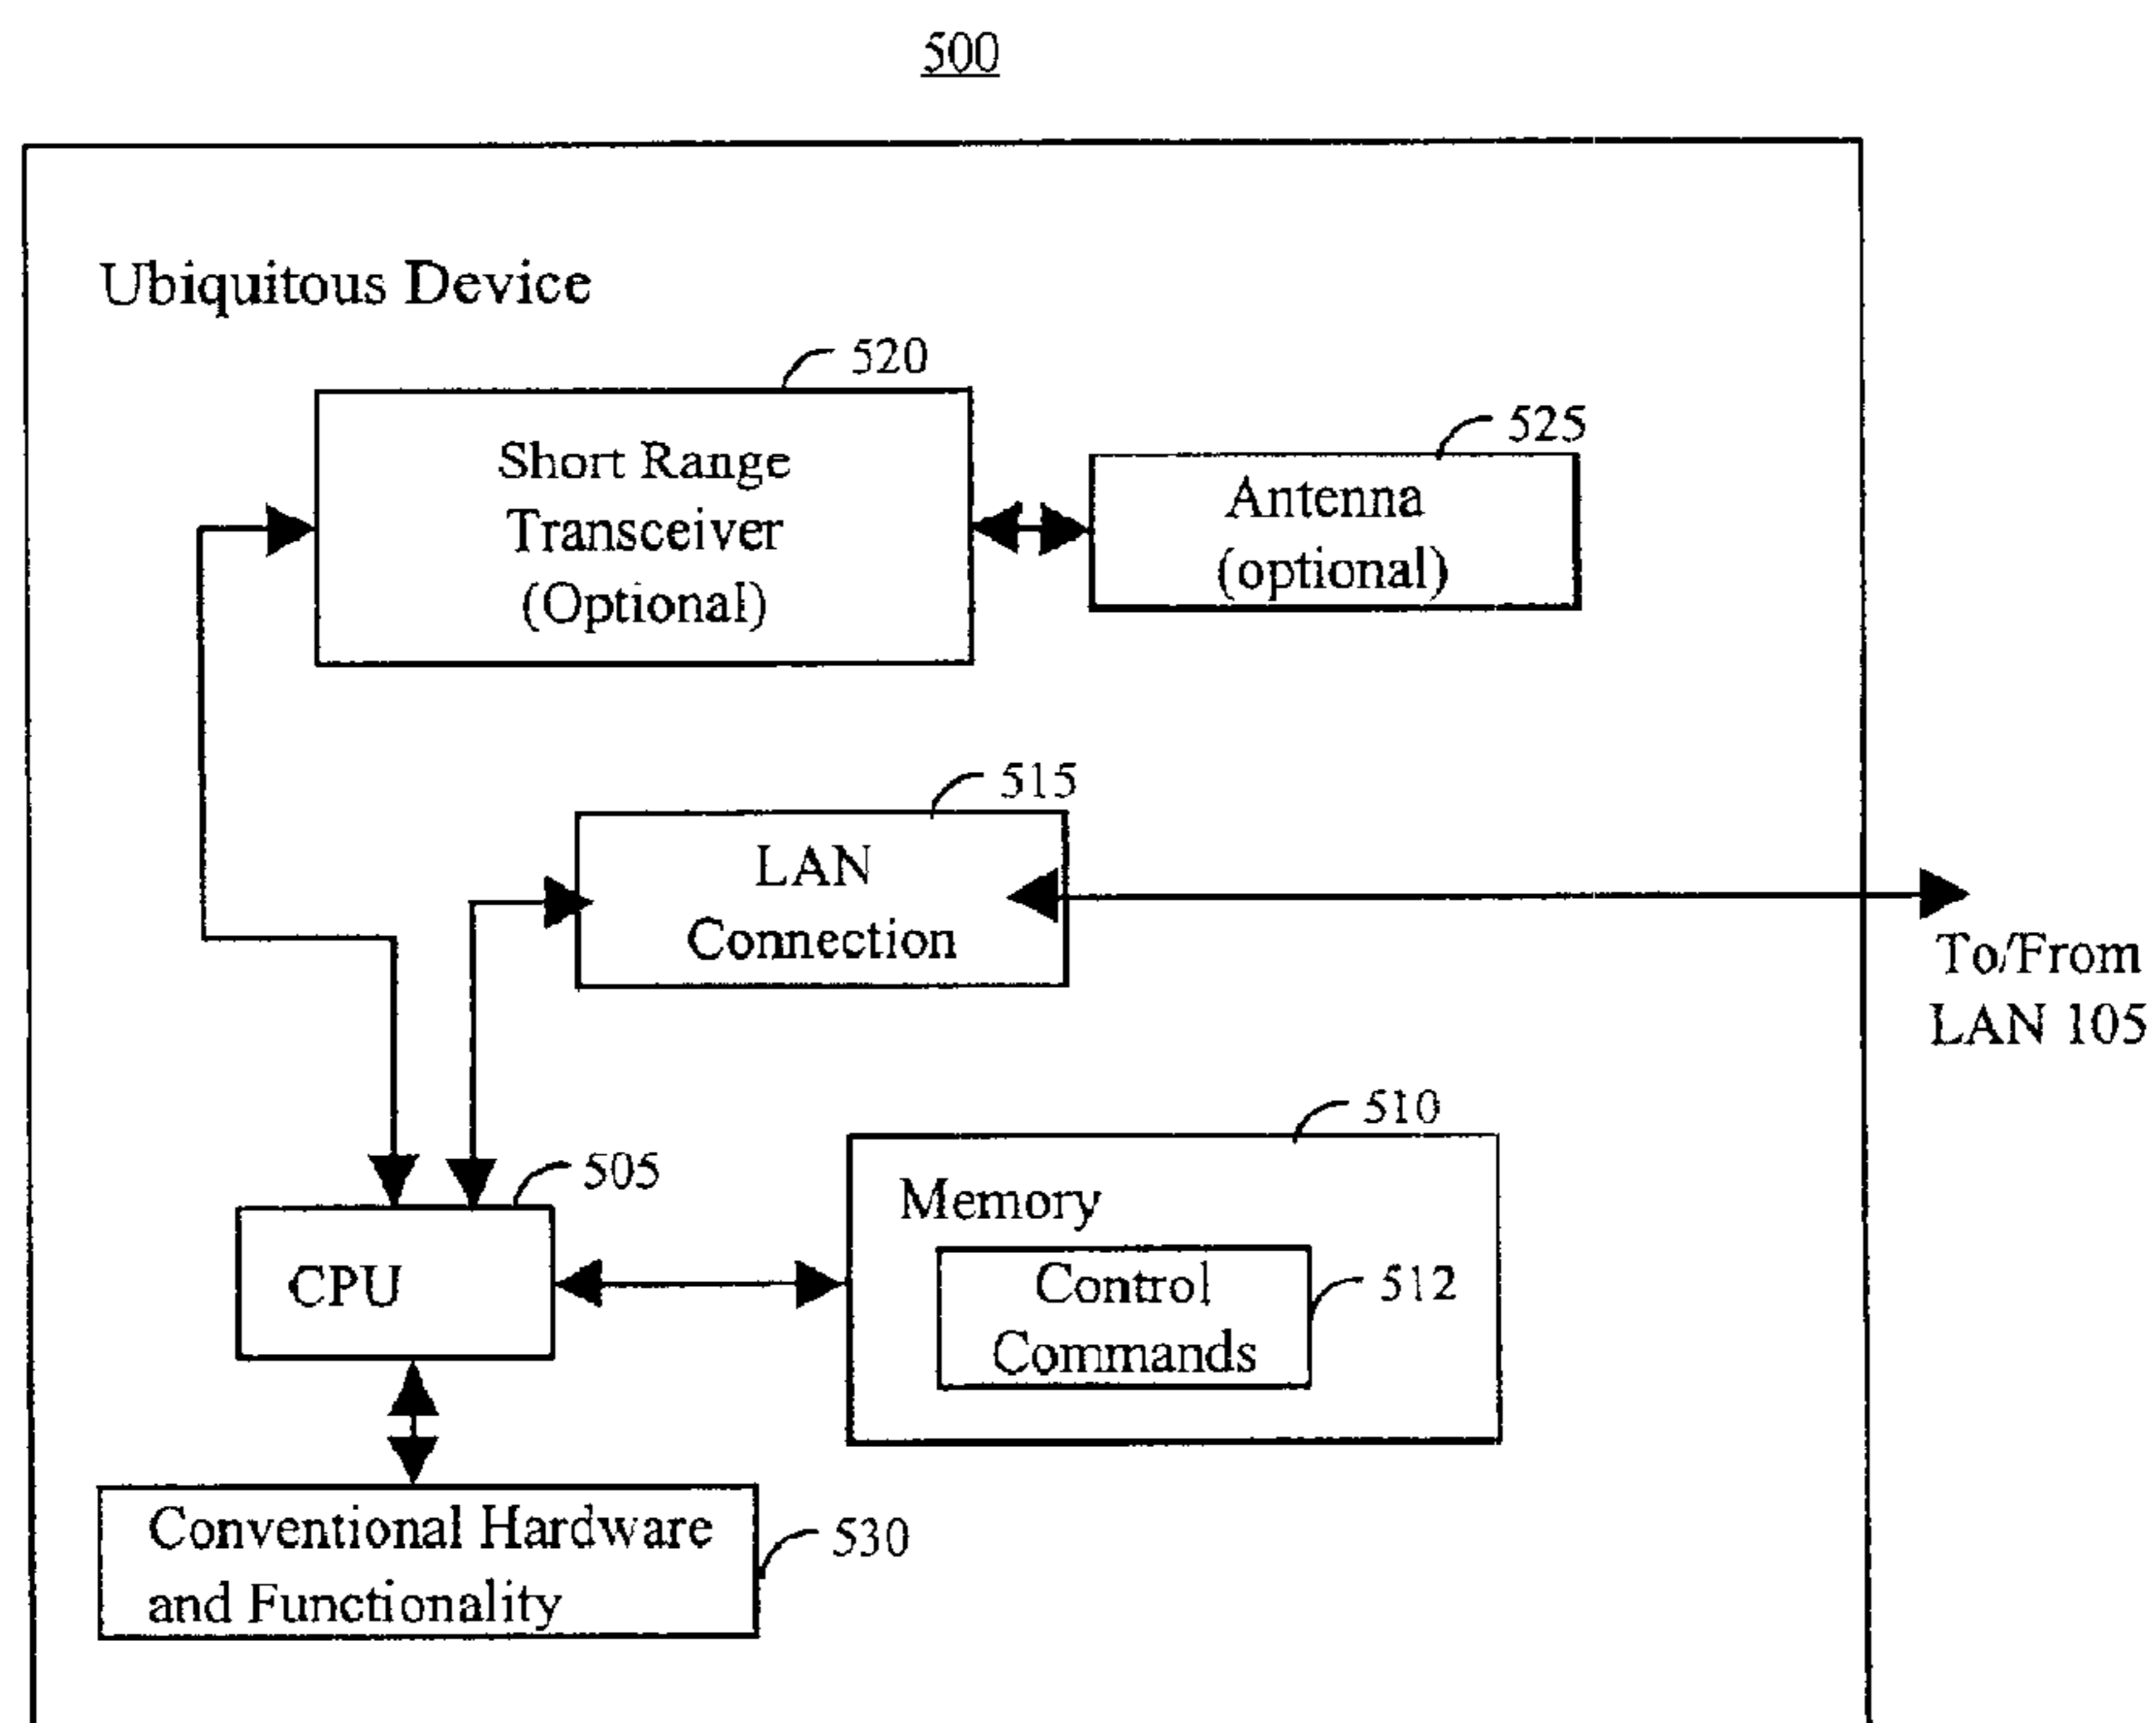 500
Ubiquitous Device
520
Short Range
Transceiver
(Optional)
525
Antenna
(optional)
515
LAN
Connection
To/From
LAN 105
510
Memory
505
CPU
Control
Commands
512
Conventional Hardware
and Functionality
530